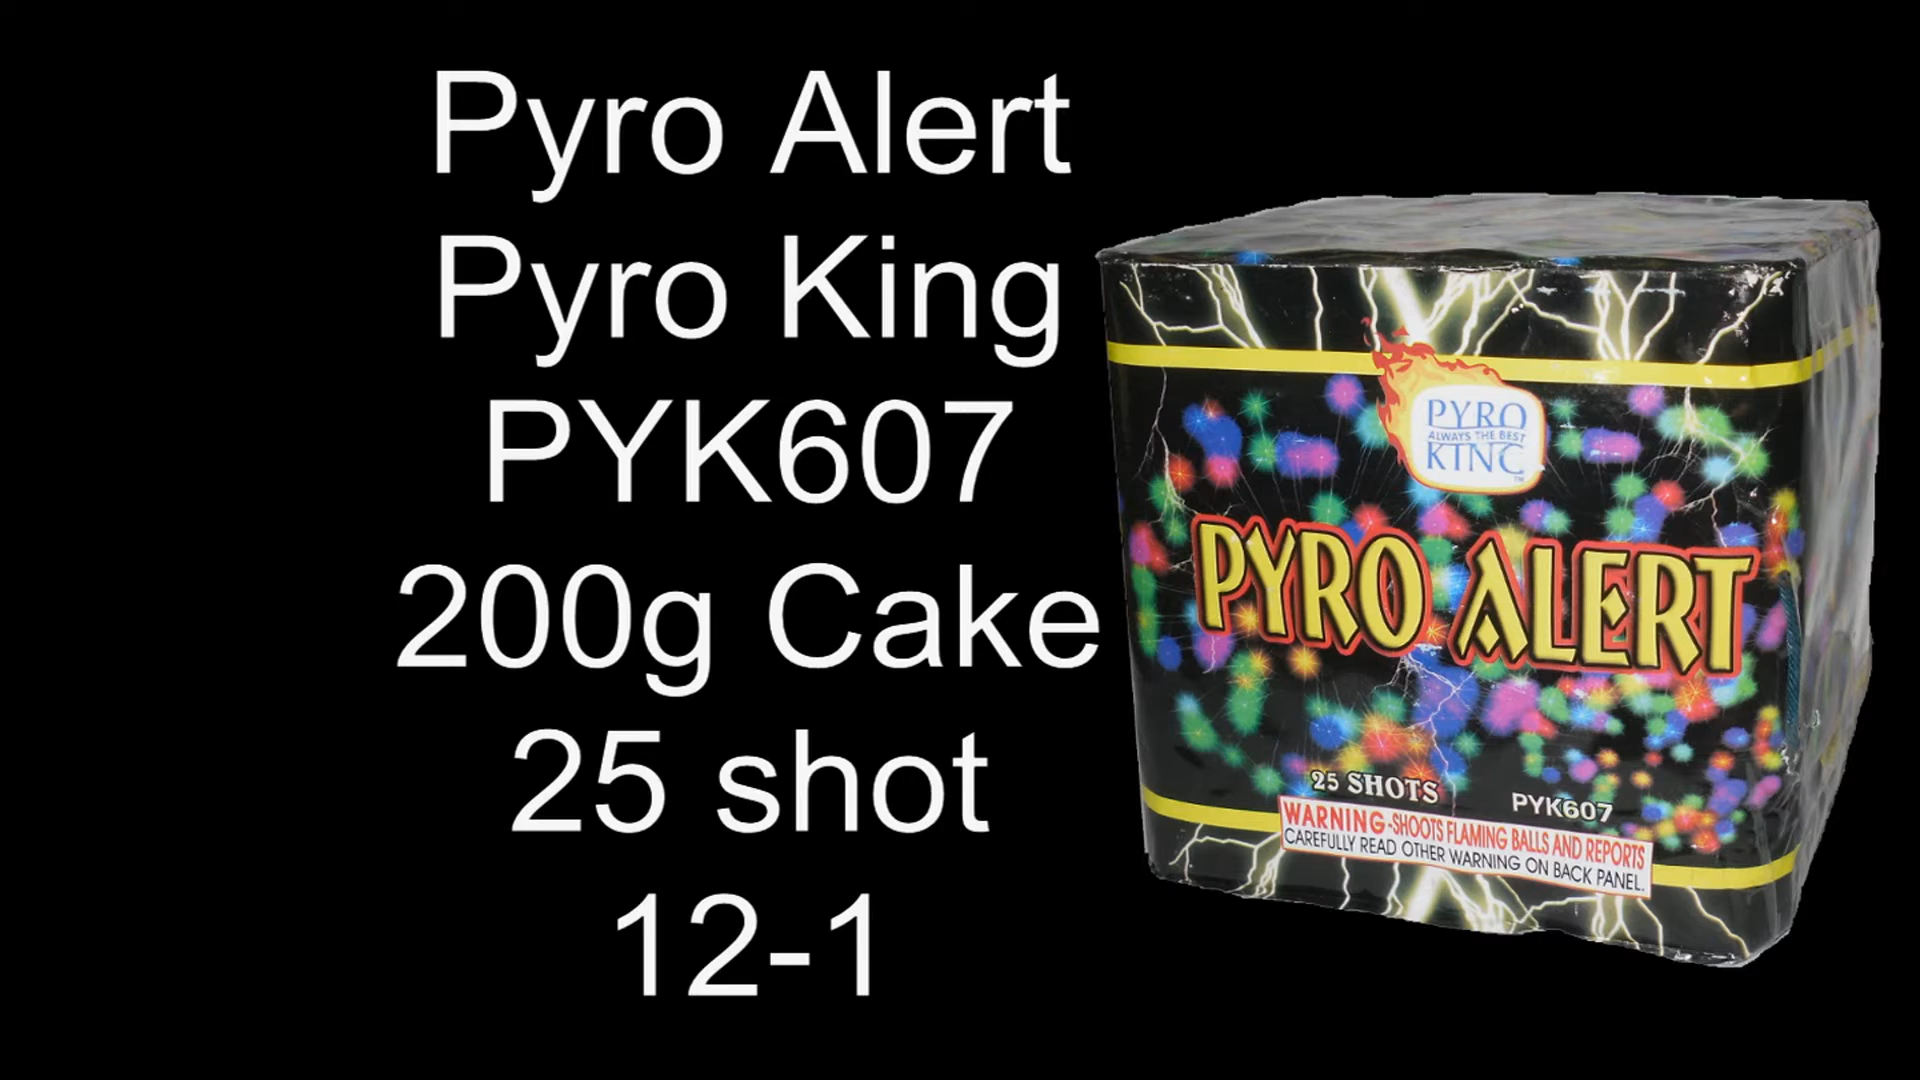 Pyro Alert
Pyro King
PYK607
200g Cake
25 shot
12-1
PYRO
ALWAYS THE BEST
KING
TM
PYRO ALERT
25 SHOTS
PYK607
WARNING-SHOOTS FLAMING BALLS AND REPORTS
CAREFULLY READ OTHER WARNING ON BACK PANEL.